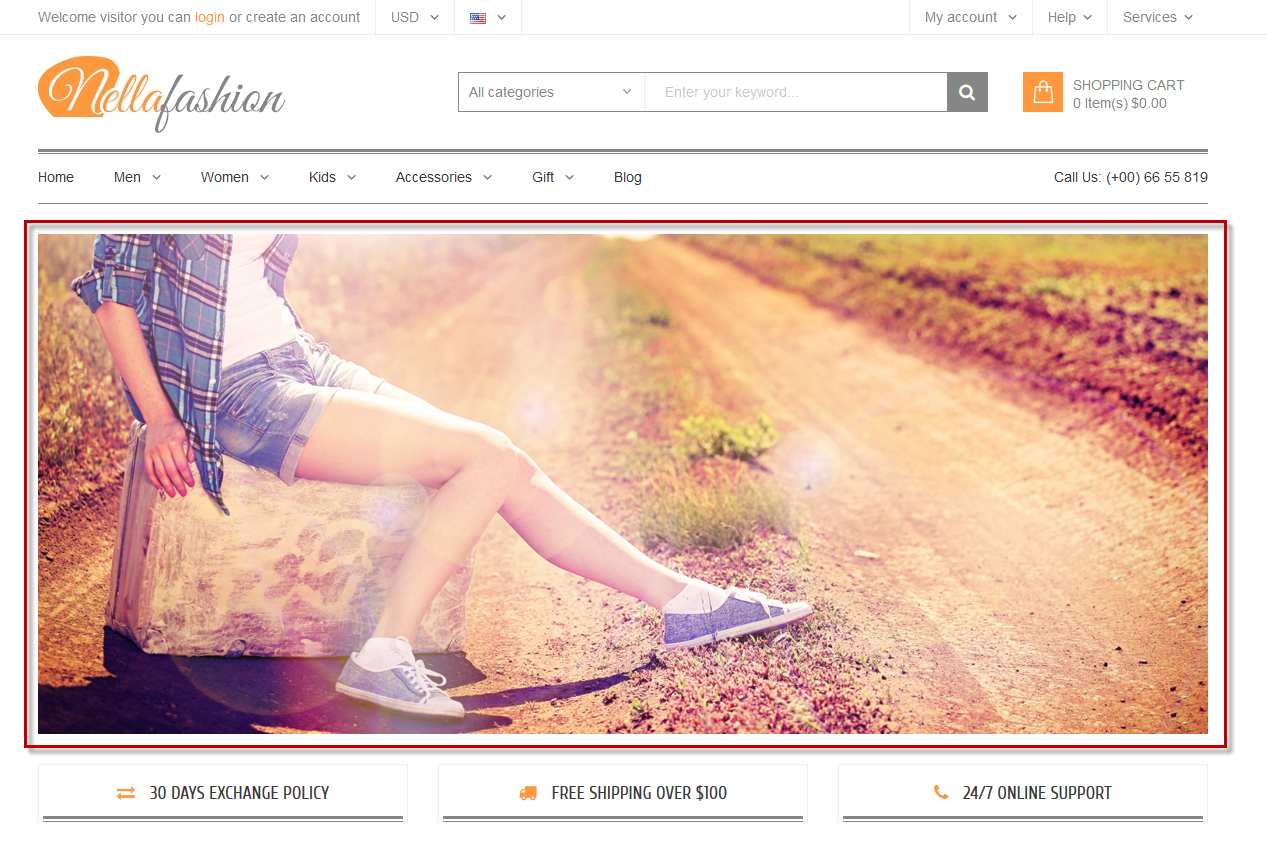 Welcome visitor you can login or create an account USD My account Help Services
Nellafashion
All categories Enter your keyword... SHOPPING CART
0 Item(s) $0.00
Home Men Women Kids Accessories Gift Blog Call Us: (+00) 66 55 819
30 DAYS EXCHANGE POLICY FREE SHIPPING OVER $100 24/7 ONLINE SUPPORT